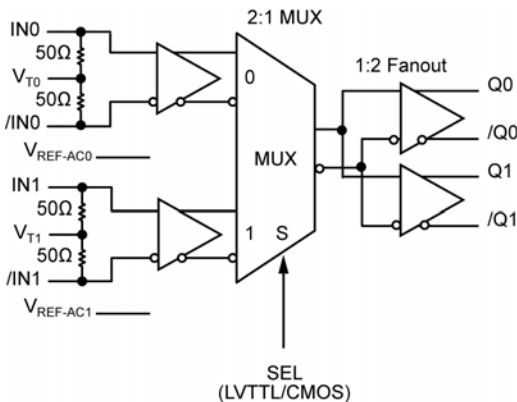 2:1 MUX
IN0
50Ω
VT0
50Ω
/IN0
VREF-AC0
IN1
50Ω
VT1
50Ω
/IN1
VREF-AC1
0
MUX
1 S
1:2 Fanout
Q0
/Q0
Q1
/Q1
SEL
(LVTTL/CMOS)